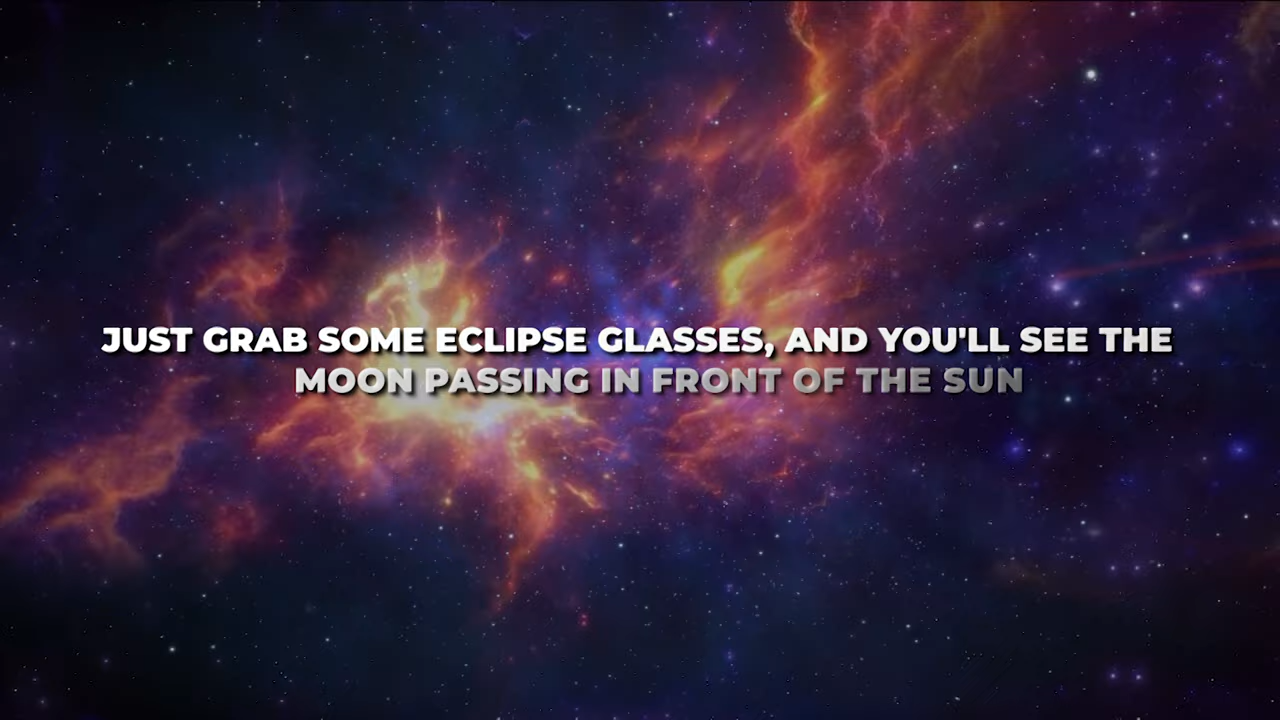 JUST GRAB SOME ECLIPSE GLASSES, AND YOU'LL SEE THE
MOON PASSING IN FRONT OF THE SUN